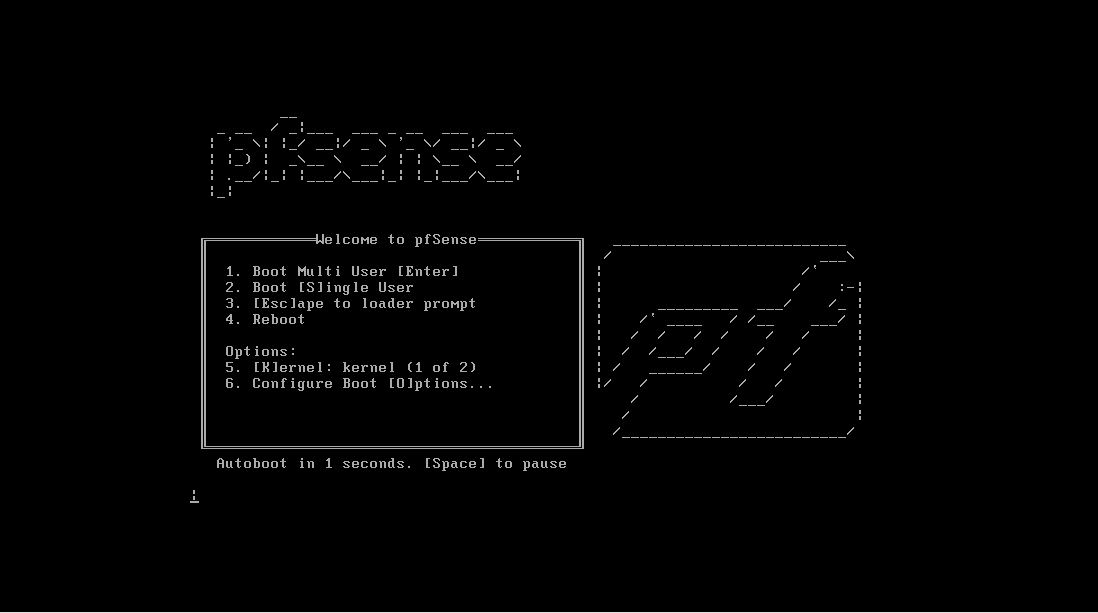 pfsense
Welcome to pfSense
1. Boot Multi User [Enter]
2. Boot [S]ingle User
3. [Esc]ape to loader prompt
4. Reboot
Options:
5. [K]ernel: kernel (1 of 2)
6. Configure Boot [O]ptions...
pf
Autoboot in 1 seconds. [Space] to pause